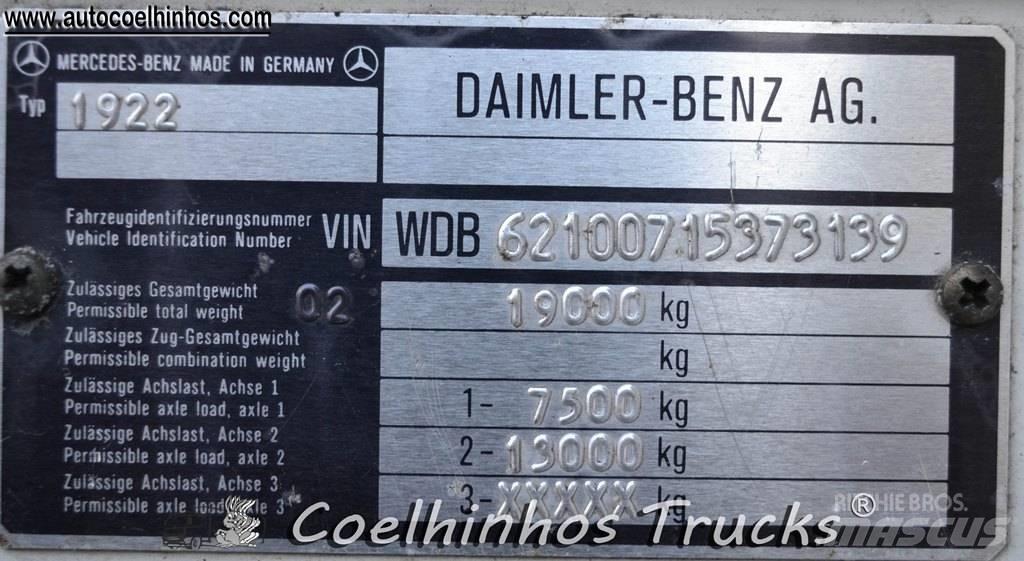 www.autocoelhinhos.com
MERCEDES-BENZ MADE IN GERMANY
DAIMLER-BENZ AG.
Typ 1922
Fahrzeugidentifizierungsnummer
Vehicle Identification Number VIN WDB 62100715373139
Zulässiges Gesamtgewicht
Permissible total weight 02 19000 kg
Zulässiges Zug-Gesamtgewicht
Permissible combination weight kg
Zulässige Achslast, Achse 1
Permissible axle load, axle 1 1- 7500 kg
Zulässige Achslast, Achse 2
Permissible axle load, axle 2 2- 13000 kg
Zulässige Achslast, Achse 3
Permissible axle load, axle 3 3- XXXXX kg
Coelhinhos Trucks ®
RITCHIE BROS.
MASCUS